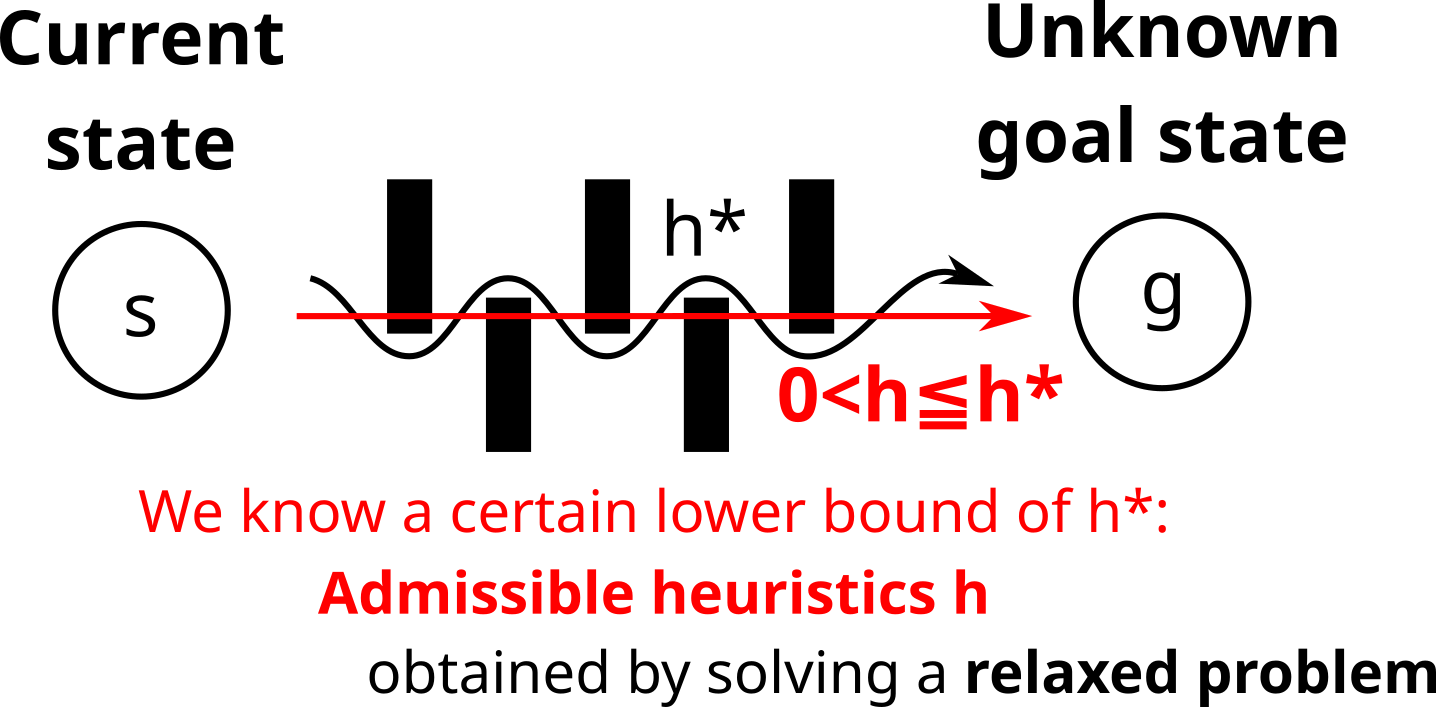 Current
state
Unknown
goal state
h*
s
g
0<h≦h*
We know a certain lower bound of h*:
Admissible heuristics h
obtained by solving a relaxed problem